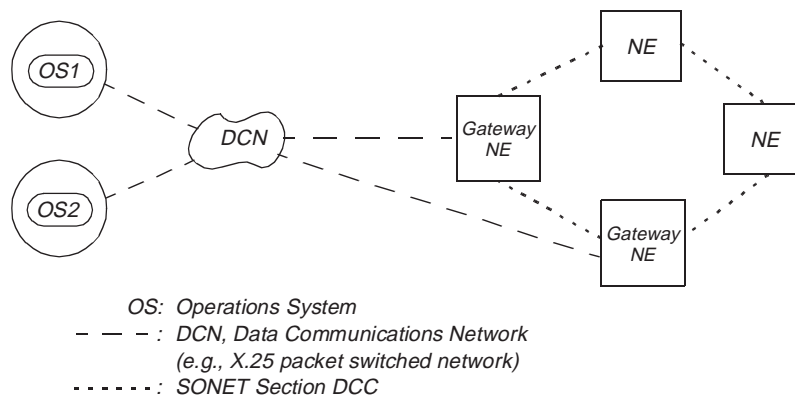 OS1
DCN
OS2
NE
Gateway
NE
NE
Gateway
NE
OS: Operations System
: DCN, Data Communications Network
(e.g., X.25 packet switched network)
: SONET Section DCC